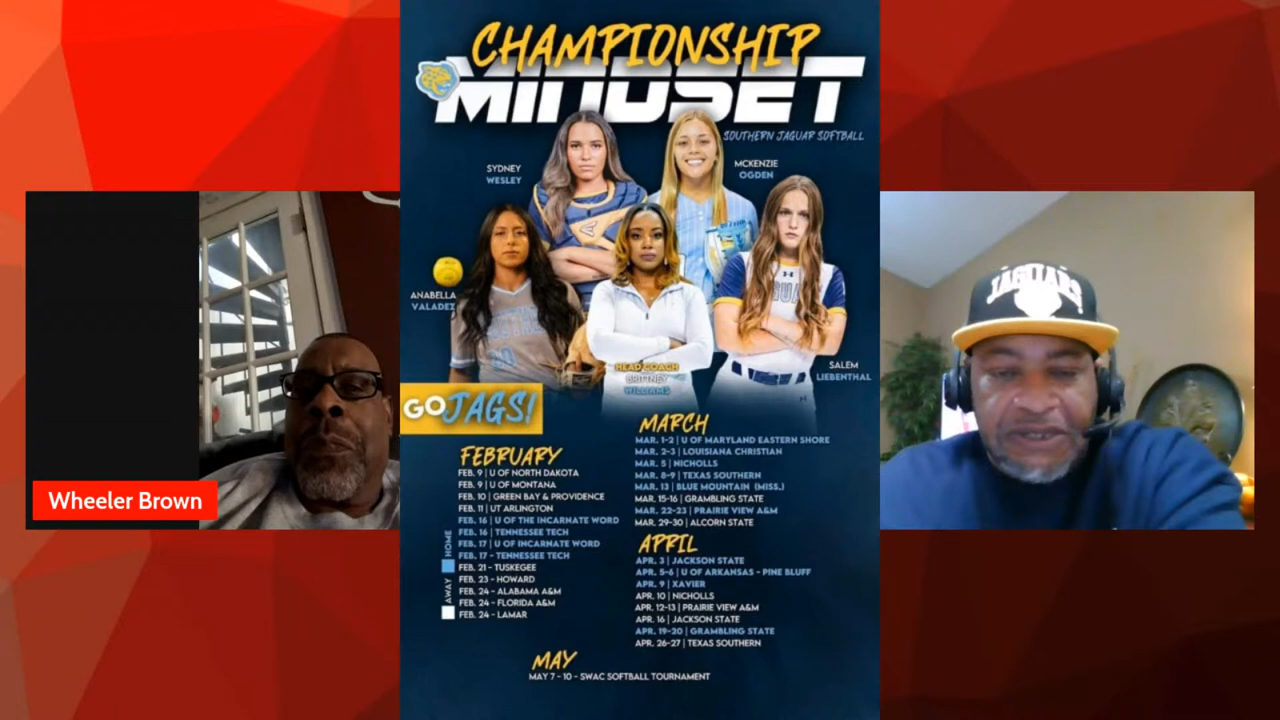 CHAMPIONSHIP
MINDSET
SOUTHERN JAGUAR SOFTBALL
SYDNEY
WESLEY
MCKENZIE
OGDEN
ANABELLA
VALADEZ
HEAD COACH
BRITTNEY
WILLIAMS
SALEM
LIEBENTHAL
JAGUARS
GO JAGS!
Wheeler Brown
FEBRUARY
FEB. 9 | U OF NORTH DAKOTA
FEB. 9 | U OF MONTANA
FEB. 10 | GREEN BAY & PROVIDENCE
FEB. 11 | UT ARLINGTON
FEB. 16 | U OF THE INCARNATE WORD
FEB. 16 | TENNESSEE TECH
FEB. 17 | U OF INCARNATE WORD
FEB. 17 - TENNESSEE TECH
FEB. 21 - TUSKEGEE
FEB. 23 - HOWARD
FEB. 24 - ALABAMA A&M
FEB. 24 - FLORIDA A&M
FEB. 24 - LAMAR
HOME
AWAY
MARCH
MAR. 1-2 | U OF MARYLAND EASTERN SHORE
MAR. 2-3 | LOUISIANA CHRISTIAN
MAR. 5 | NICHOLLS
MAR. 8-9 | TEXAS SOUTHERN
MAR. 13 | BLUE MOUNTAIN (MISS.)
MAR. 15-16 | GRAMBLING STATE
MAR. 22-23 | PRAIRIE VIEW A&M
MAR. 29-30 | ALCORN STATE
APRIL
APR. 3 | JACKSON STATE
APR. 5-6 | U OF ARKANSAS - PINE BLUFF
APR. 9 | XAVIER
APR. 10 | NICHOLLS
APR. 12-13 | PRAIRIE VIEW A&M
APR. 16 | JACKSON STATE
APR. 19-20 | GRAMBLING STATE
APR. 26-27 | TEXAS SOUTHERN
MAY
MAY 7 - 10 - SWAC SOFTBALL TOURNAMENT